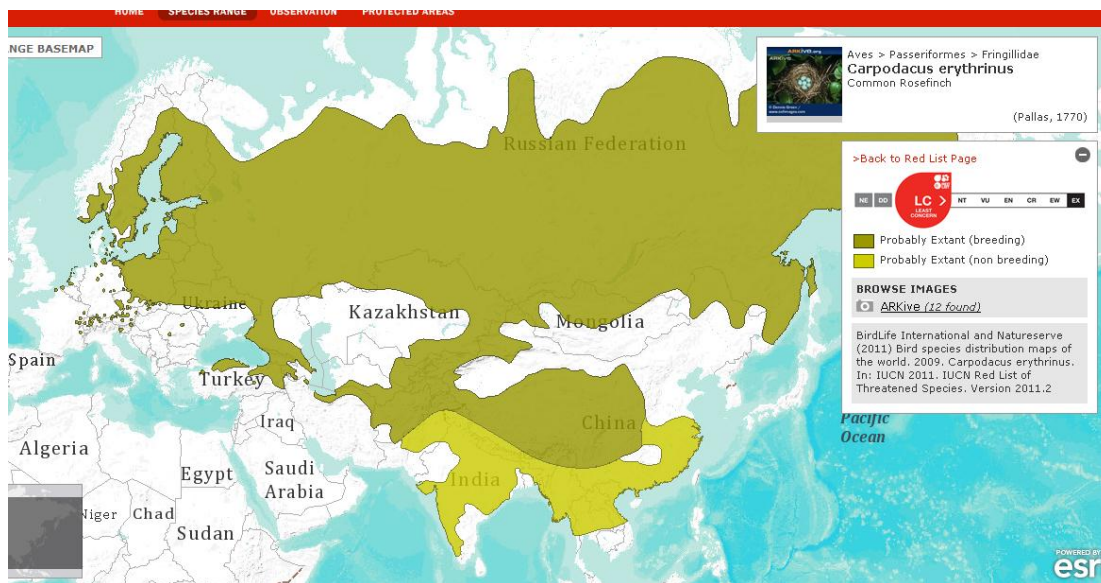 HOME SPECIES RANGE OBSERVATION PROTECTED AREAS
NGE BASEMAP
ARKive.org
Aves > Passeriformes > Fringillidae
Carpodacus erythrinus
Common Rosefinch
(Pallas, 1770)
>Back to Red List Page
NE DD LC NT VU EN CR EW EX
LEAST
CONCERN
Probably Extant (breeding)
Probably Extant (non breeding)
BROWSE IMAGES
ARKive (12 found)
BirdLife International and Natureserve
(2011) Bird species distribution maps of
the world. 2009. Carpodacus erythrinus.
In: IUCN 2011. IUCN Red List of
Threatened Species. Version 2011.2
Russian Federation
Ukraine
Kazakhstan
Mongolia
Spain
Turkey
China
Iraq
Pacific
Ocean
Algeria
Egypt
Saudi
Arabia
India
Niger
Chad
Sudan
POWERED BY
esr